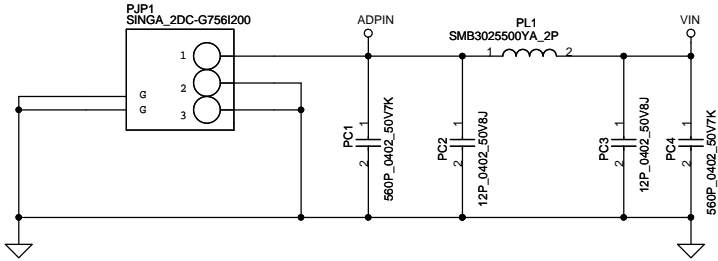 PJP1
SINGA_2DC-G756I200
1
2
3
G
G
ADPIN
PL1
SMB3025500YA_2P
1
2
VIN
PC1
1
2
560P_0402_50V7K
PC2
1
2
12P_0402_50V8J
PC3
1
2
12P_0402_50V8J
PC4
1
2
560P_0402_50V7K